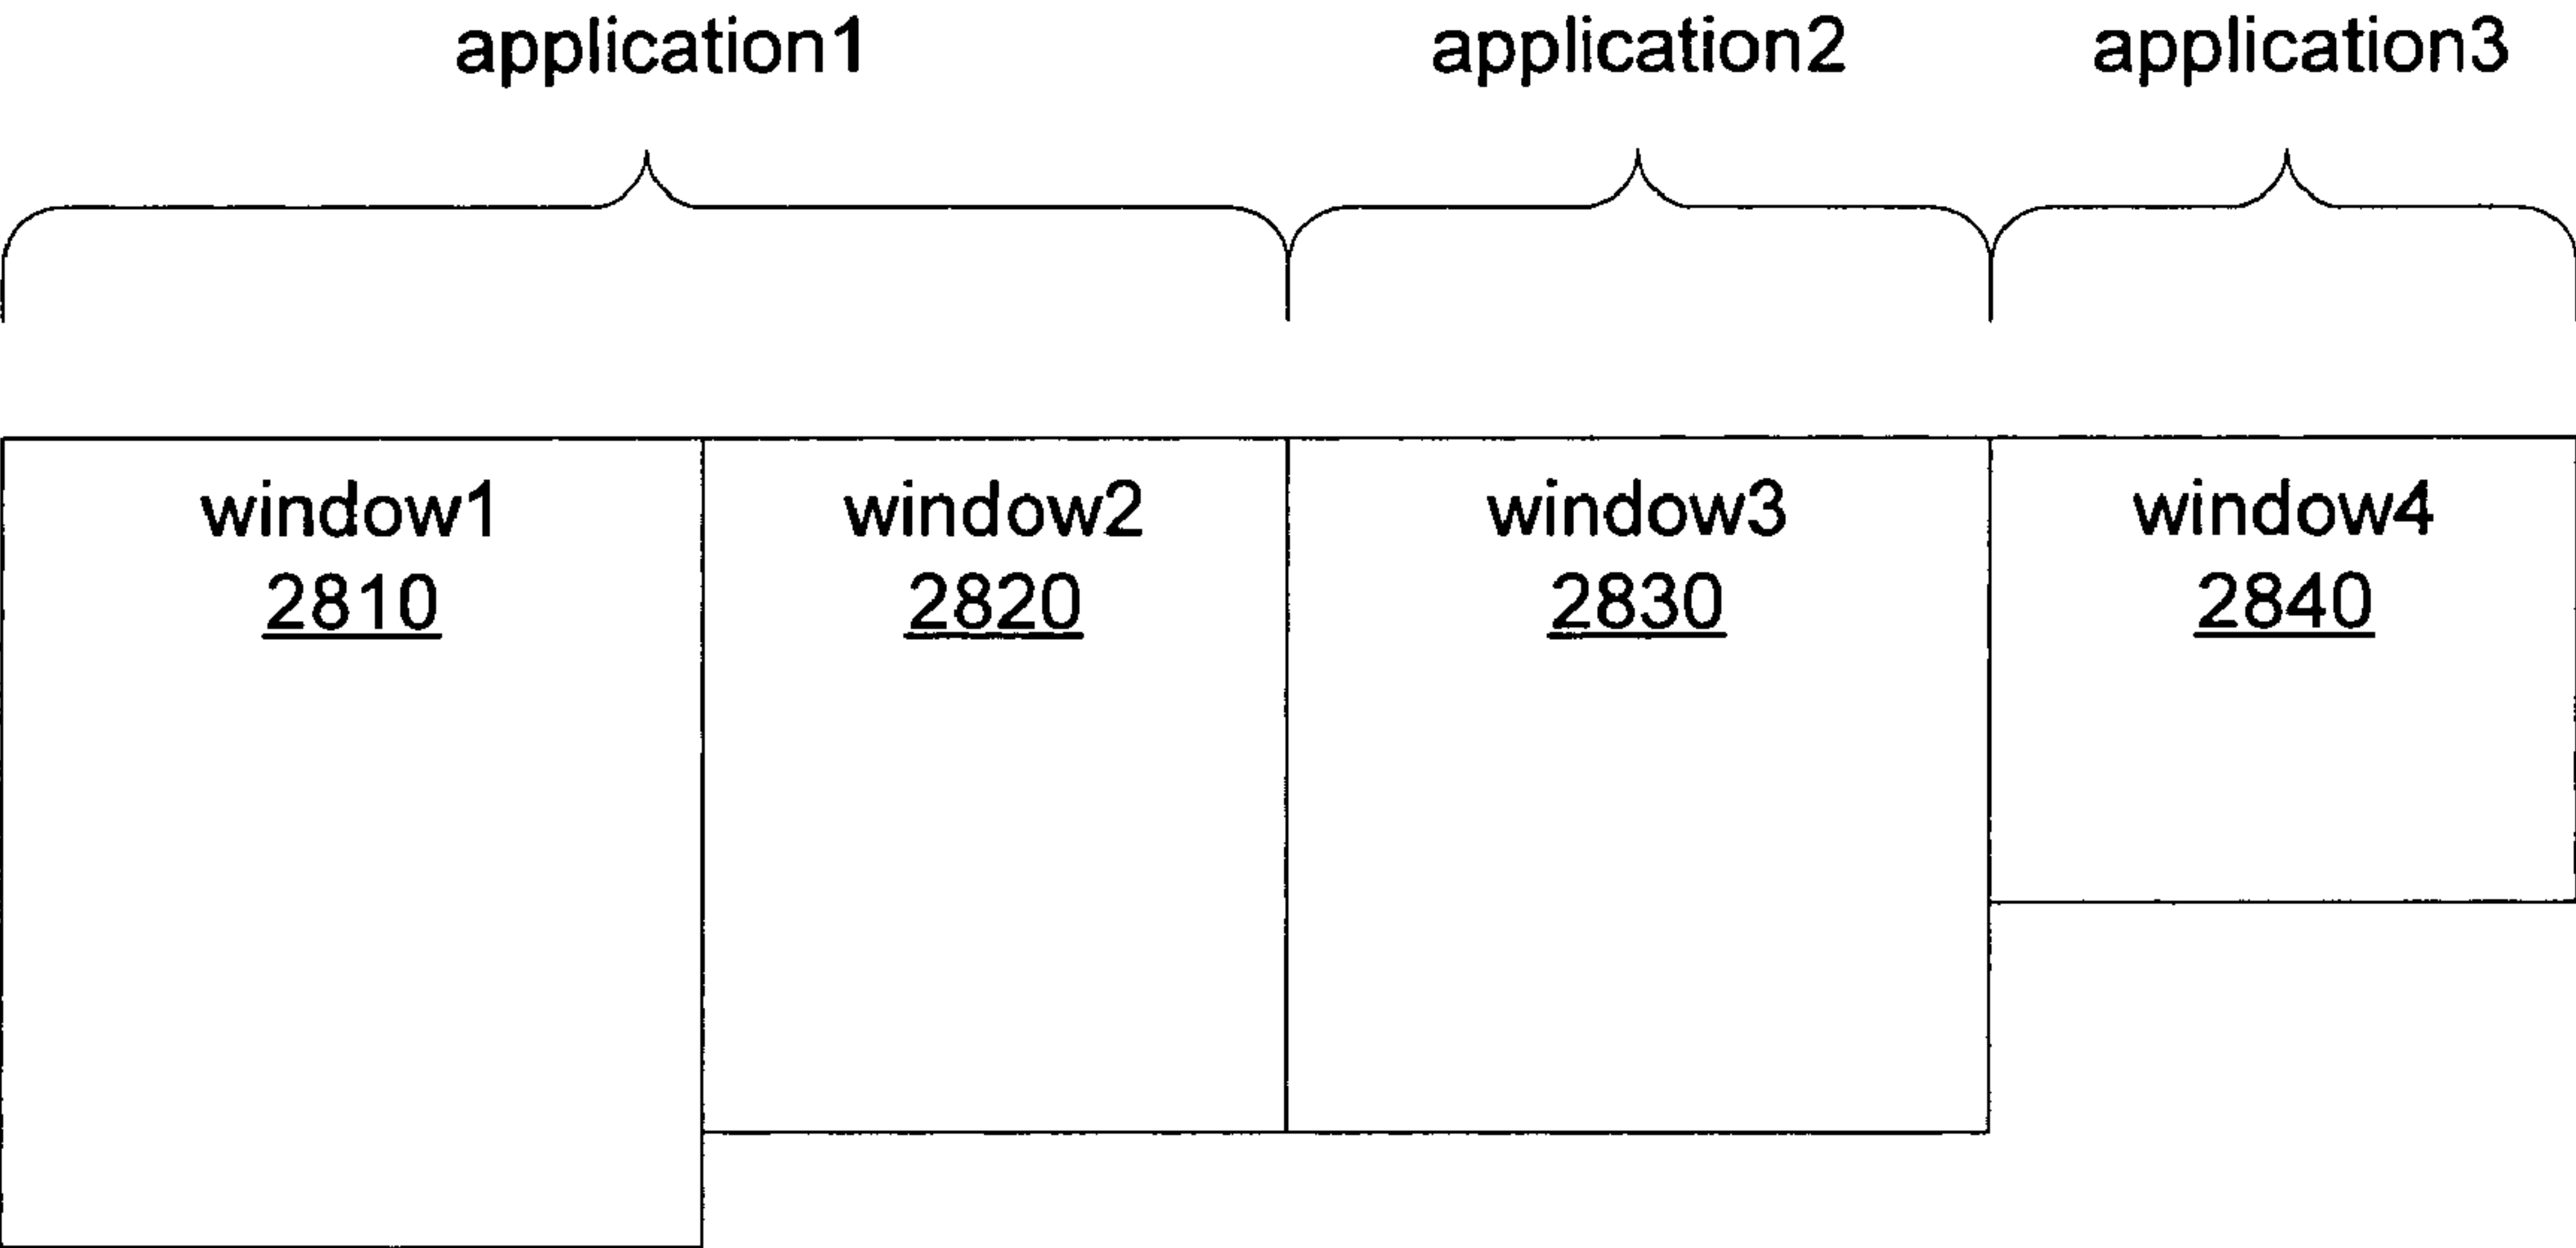 application1 application2 application3
window1 window2 window3 window4
2810 2820 2830 2840